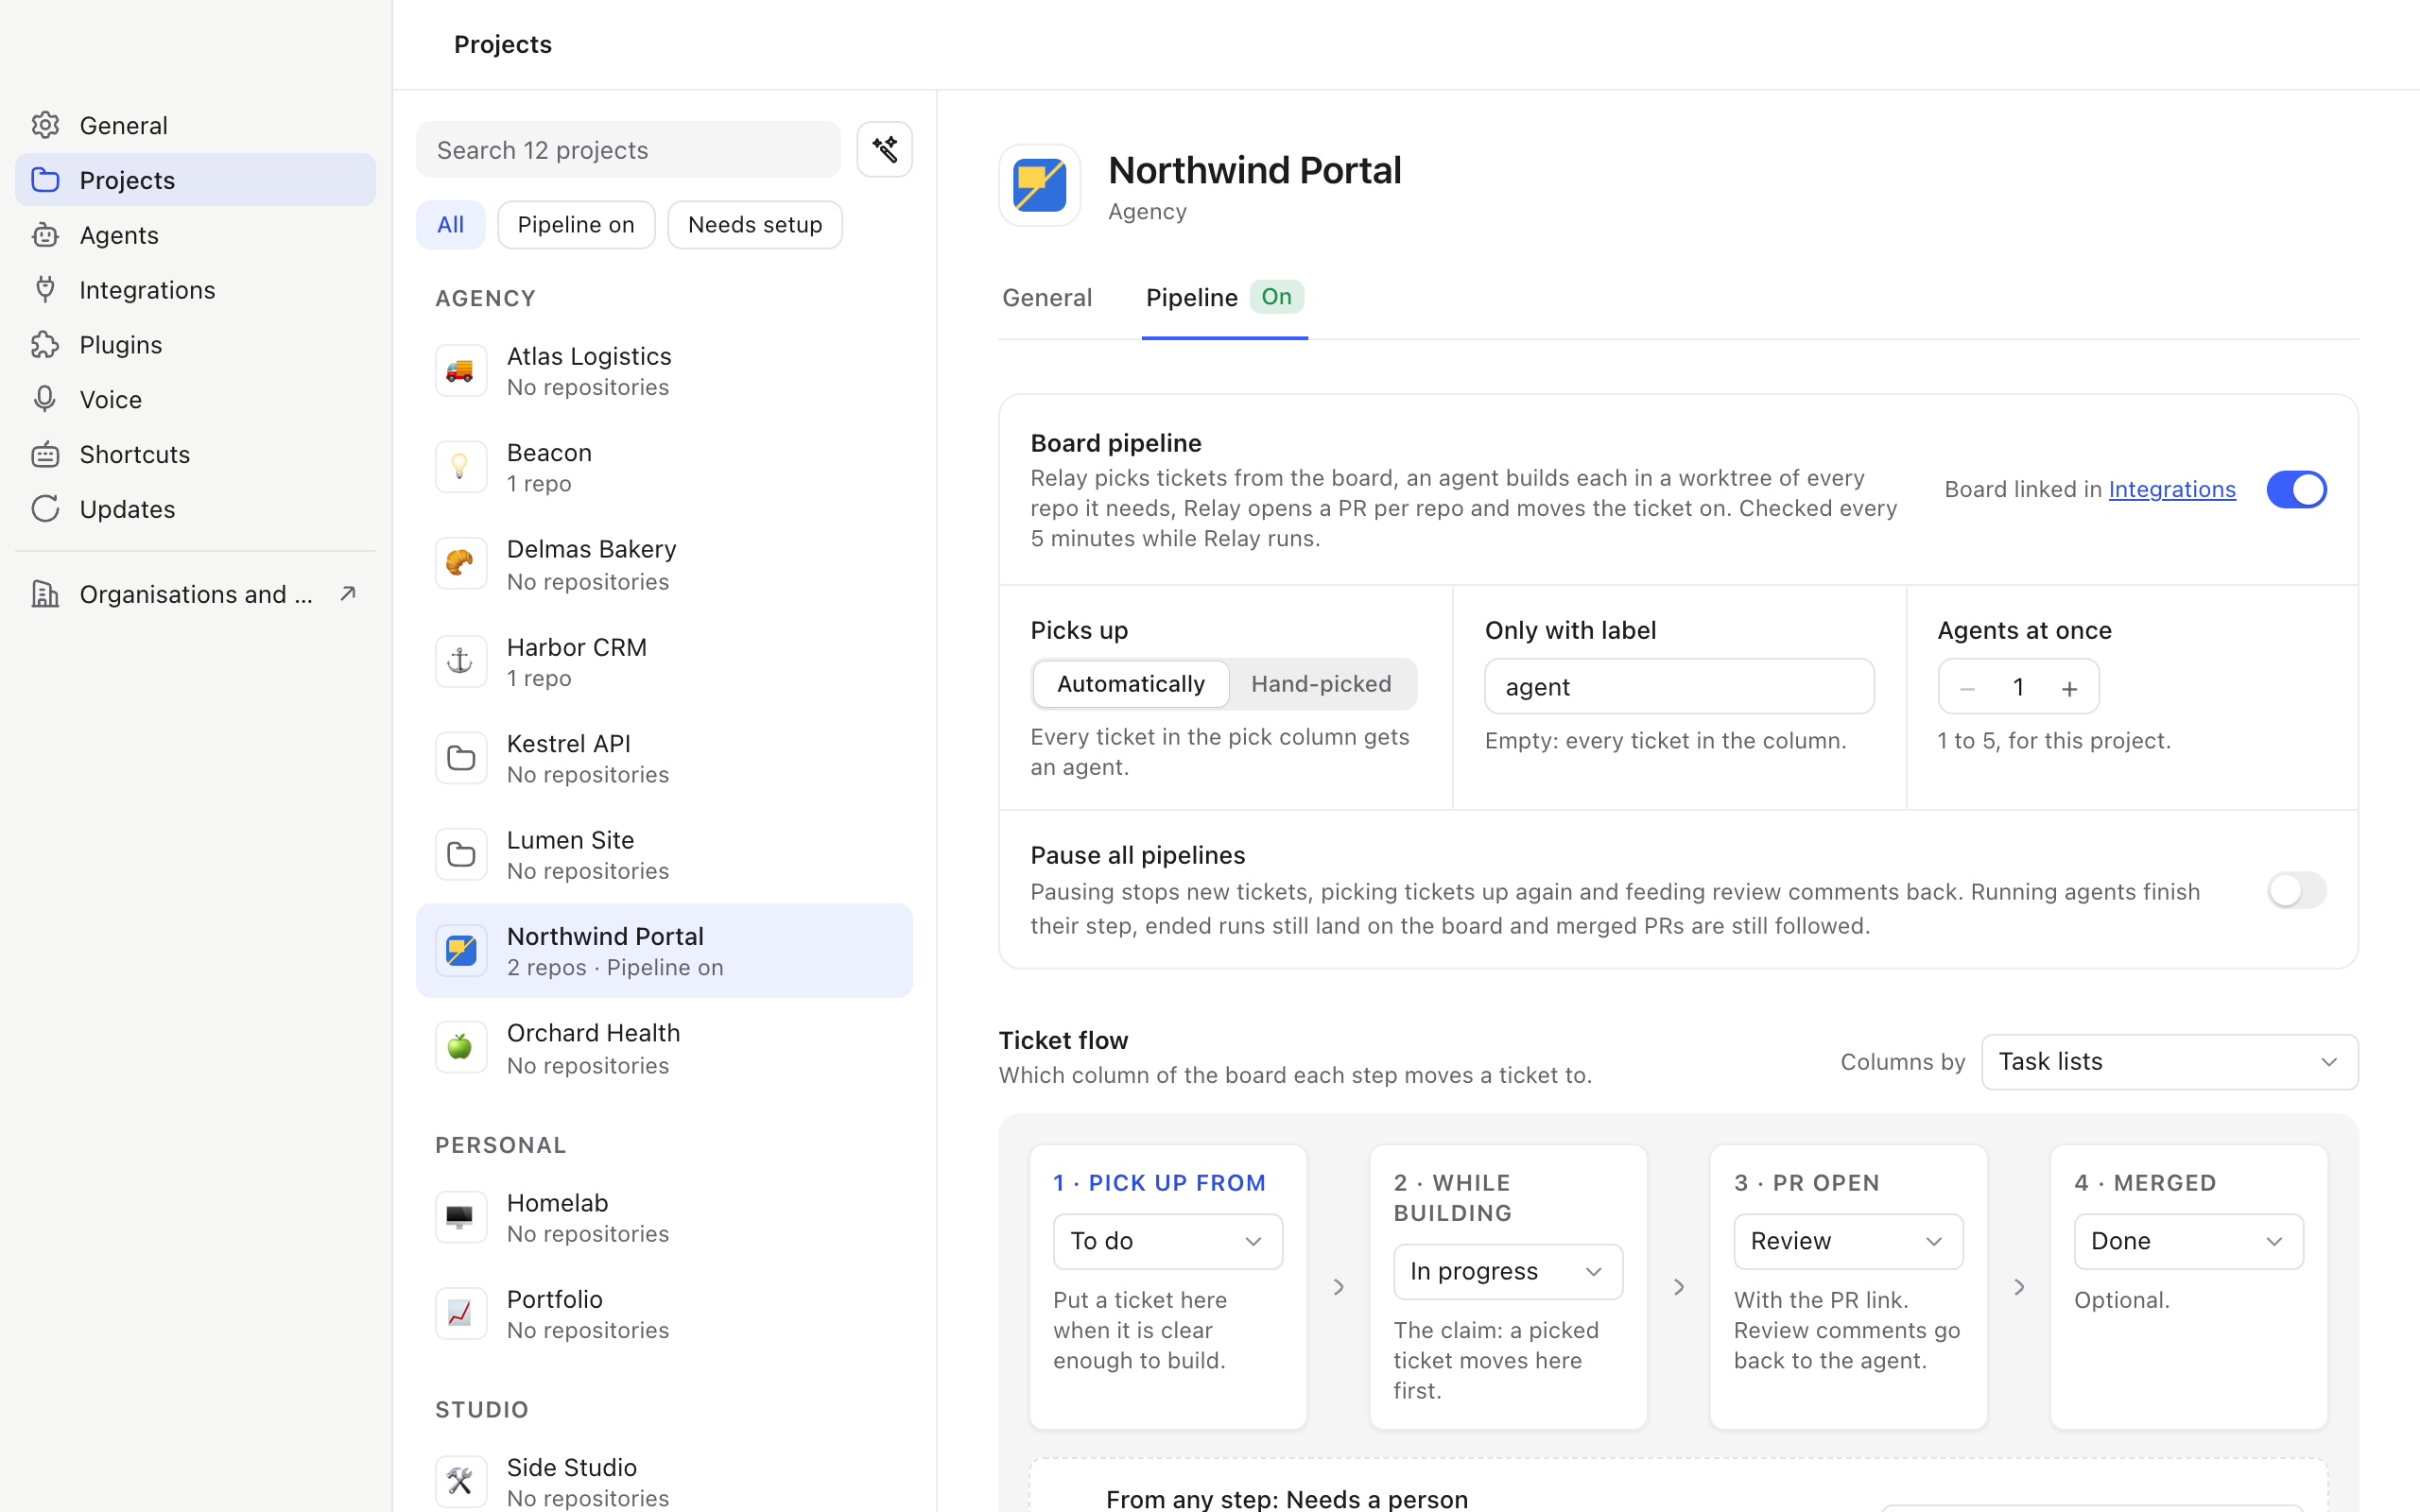 Projects
General
Projects
Agents
Integrations
Plugins
Voice
Shortcuts
Updates
Organisations and ...
Search 12 projects
All
Pipeline on
Needs setup
AGENCY
Atlas Logistics
No repositories
Beacon
1 repo
Delmas Bakery
No repositories
Harbor CRM
1 repo
Kestrel API
No repositories
Lumen Site
No repositories
Northwind Portal
2 repos · Pipeline on
Orchard Health
No repositories
PERSONAL
Homelab
No repositories
Portfolio
No repositories
STUDIO
Side Studio
No repositories
Northwind Portal
Agency
General
Pipeline On
Board pipeline
Relay picks tickets from the board, an agent builds each in a worktree of every
repo it needs, Relay opens a PR per repo and moves the ticket on. Checked every
5 minutes while Relay runs.
Board linked in Integrations
Picks up
Automatically
Hand-picked
Every ticket in the pick column gets
an agent.
Only with label
agent
Empty: every ticket in the column.
Agents at once
− 1 +
1 to 5, for this project.
Pause all pipelines
Pausing stops new tickets, picking tickets up again and feeding review comments back. Running agents finish
their step, ended runs still land on the board and merged PRs are still followed.
Ticket flow
Which column of the board each step moves a ticket to.
Columns by
Task lists
1 · PICK UP FROM
To do
Put a ticket here
when it is clear
enough to build.
2 · WHILE
BUILDING
In progress
The claim: a picked
ticket moves here
first.
3 · PR OPEN
Review
With the PR link.
Review comments go
back to the agent.
4 · MERGED
Done
Optional.
From any step: Needs a person